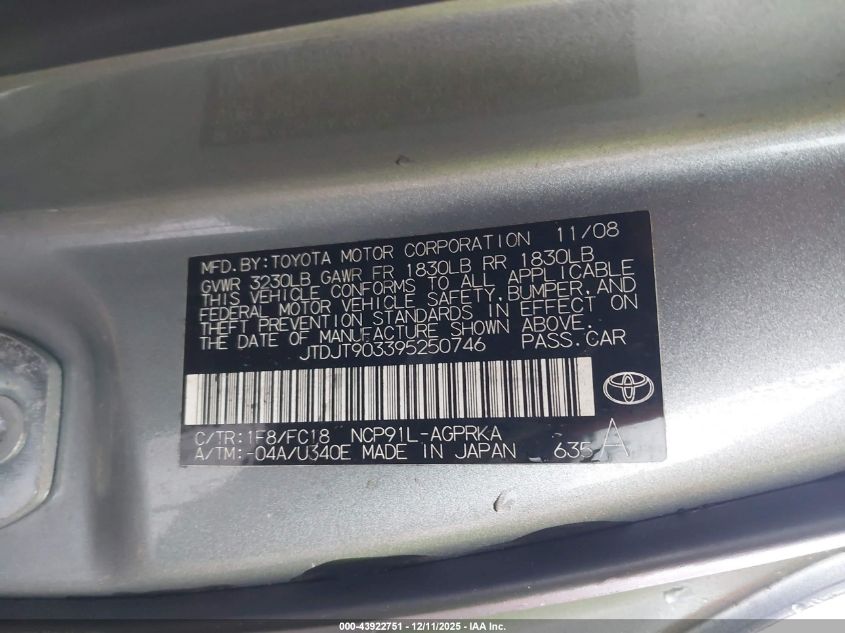 MFD.BY:TOYOTA MOTOR CORPORATION 11/08
GVWR 3230LB GAWR FR 1830LB RR 1830LB
THIS VEHICLE CONFORMS TO ALL APPLICABLE
FEDERAL MOTOR VEHICLE SAFETY,BUMPER,AND
THEFT PREVENTION STANDARDS IN EFFECT ON
THE DATE OF MANUFACTURE SHOWN ABOVE.
JTDJT903395250746 PASS.CAR
C/TR:1F8/FC18 NCP91L-AGPRKA
A/TM:-04A/U340E MADE IN JAPAN 635 A
000-43922751 - 12/11/2025 - IAA Inc.